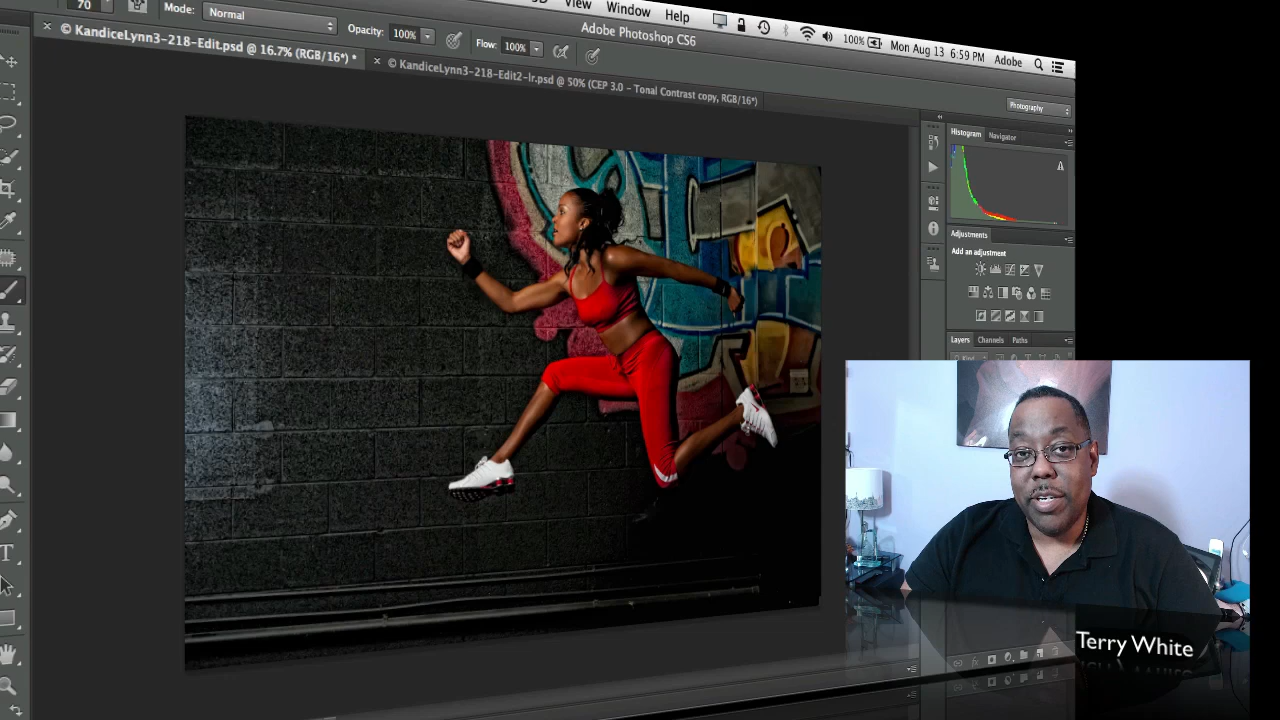 View Window Help 100% Mon Aug 13 6:59 PM Adobe
70 Mode: Normal Opacity: 100% Flow: 100%
Adobe Photoshop CS6
× © KandiceLynn3-218-Edit.psd @ 16.7% (RGB/16*) *
× © KandiceLynn3-218-Edit2-lr.psd @ 50% (CEP 3.0 - Tonal Contrast copy, RGB/16*)
Photography
Histogram Navigator
Adjustments
Add an adjustment
Layers Channels Paths
Terry White